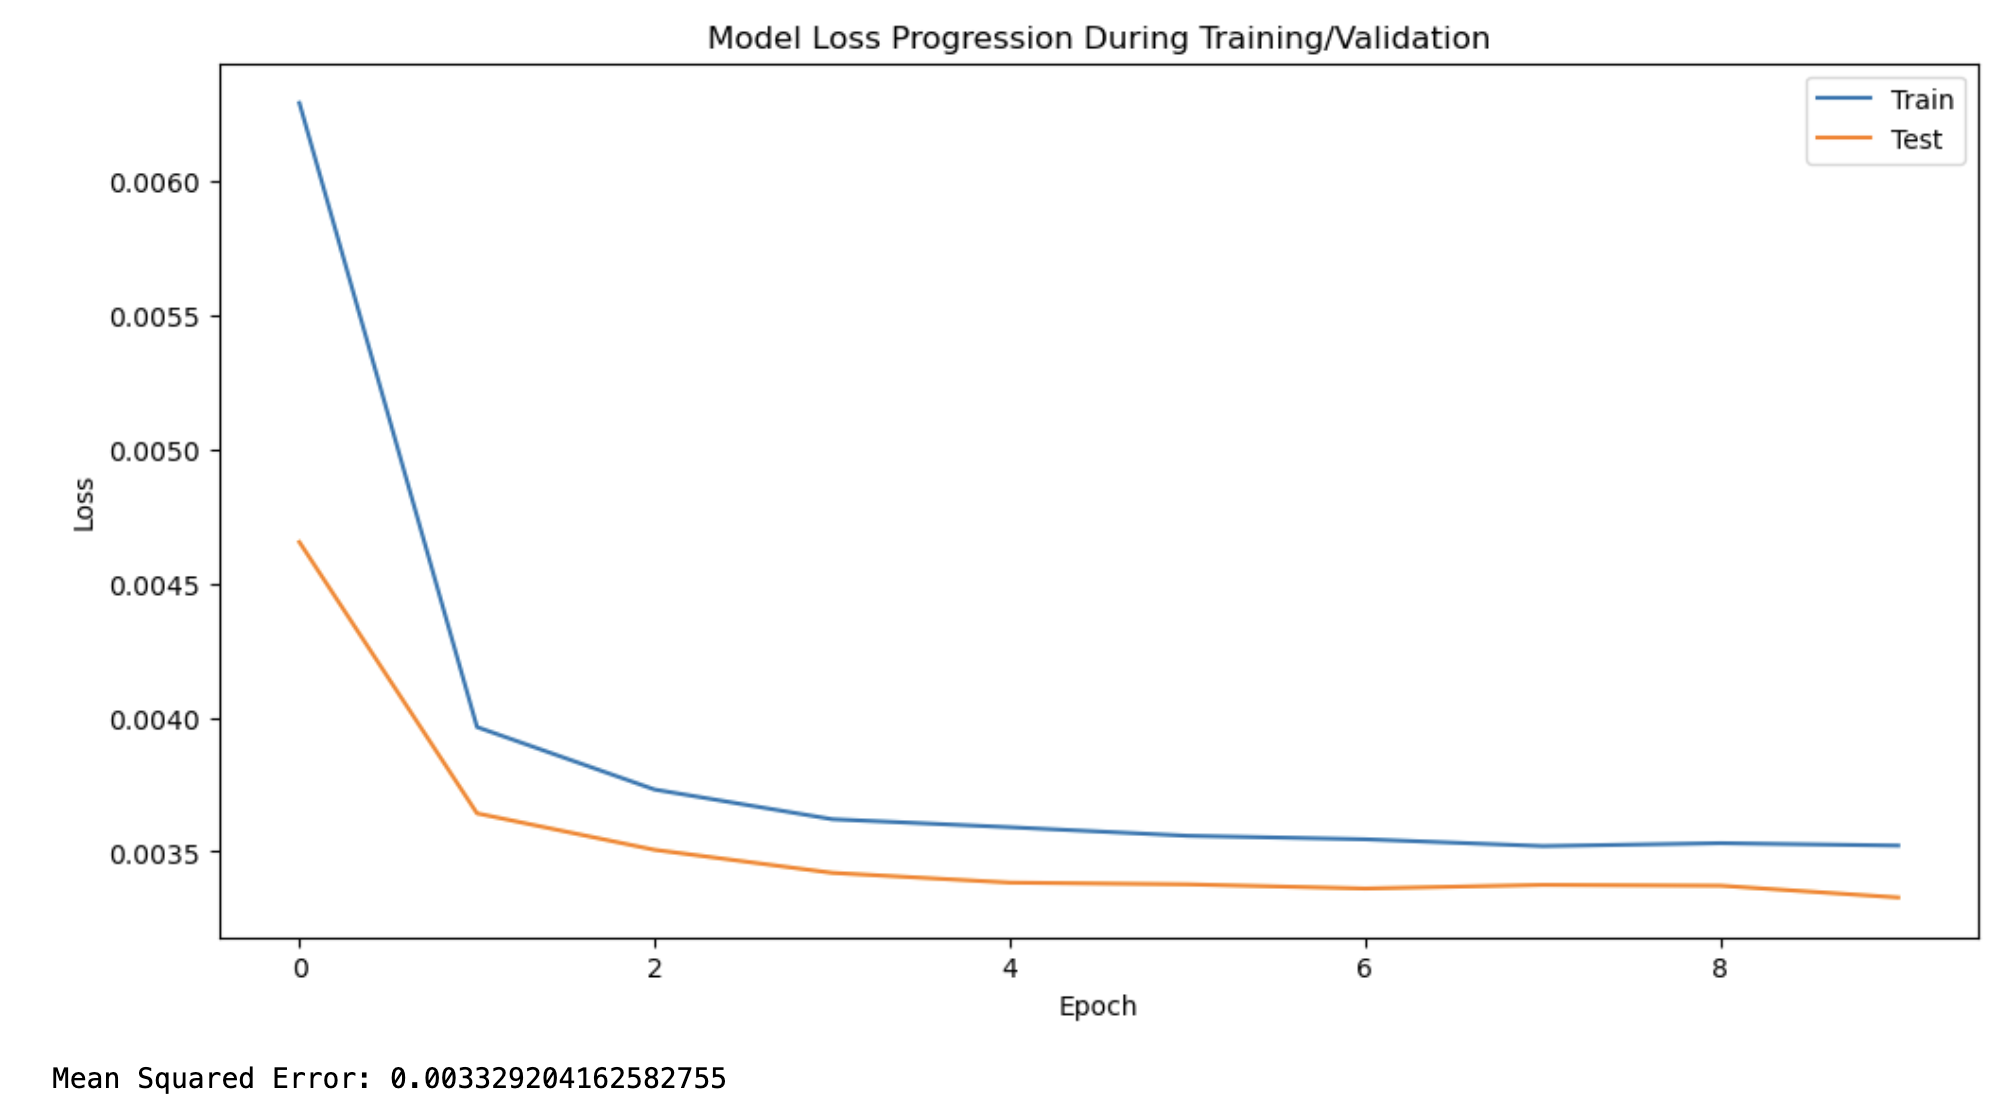 Model Loss Progression During Training/Validation
Train
Test
0.0060
0.0055
0.0050
0.0045
0.0040
0.0035
Loss
0
2
4
6
8
Epoch
Mean Squared Error: 0.003329204162582755